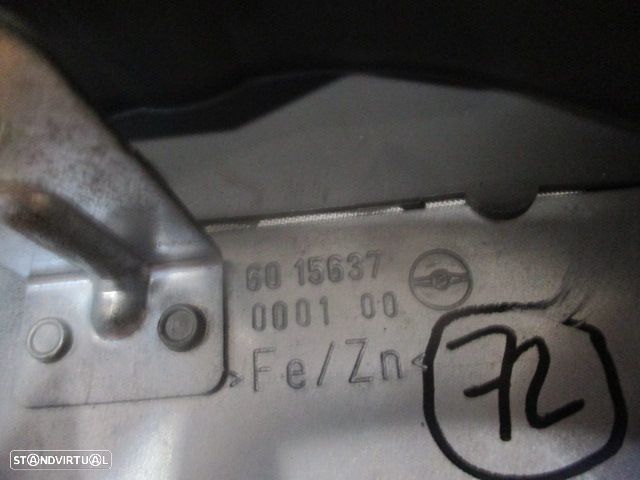 60 15637
0001 00
>Fe/Zn<
72
STANDVIRTUAL